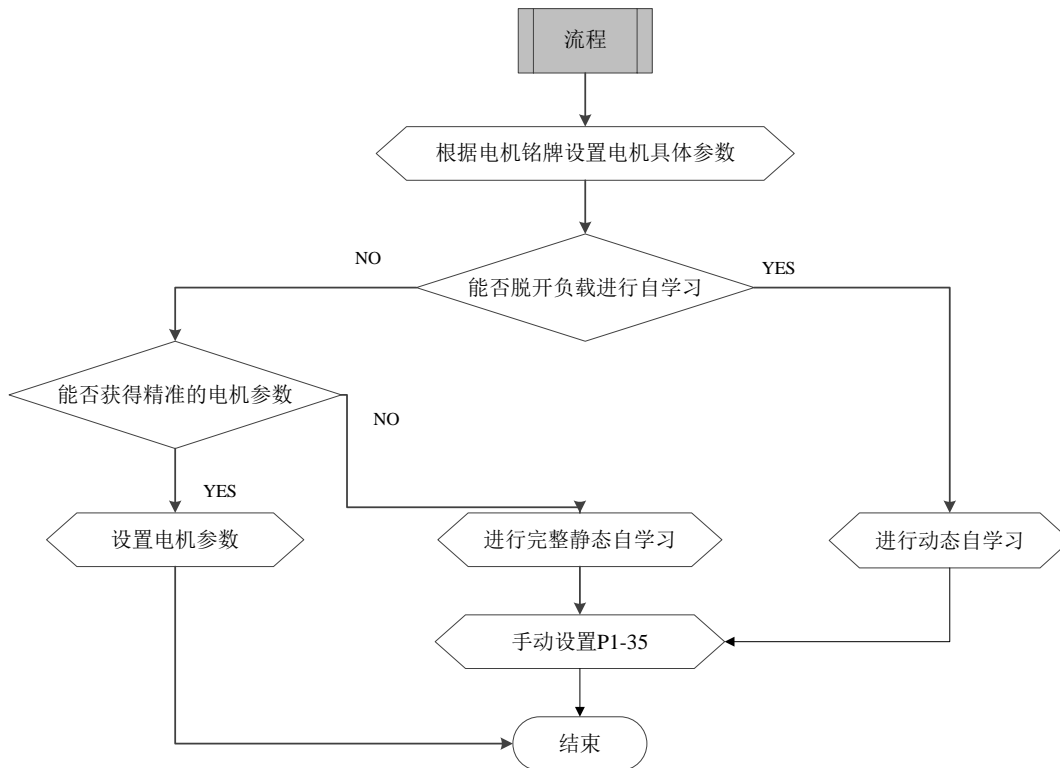 流程
根据电机铭牌设置电机具体参数
NO
YES
能否脱开负载进行自学习
能否获得精准的电机参数
NO
YES
设置电机参数
进行完整静态自学习
进行动态自学习
手动设置P1-35
结束